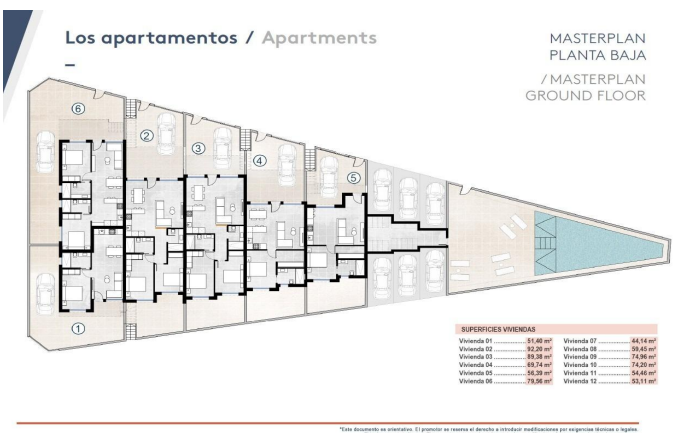 Los apartamentos / Apartments
MASTERPLAN
PLANTA BAJA
/ MASTERPLAN
GROUND FLOOR
6
2
3
4
5
1
SUPERFICIES VIVIENDAS
Vivienda 01 .................. 51,40 m²
Vivienda 02 .................. 92,20 m²
Vivienda 03 .................. 89,38 m²
Vivienda 04 .................. 69,74 m²
Vivienda 05 .................. 56,39 m²
Vivienda 06 .................. 79,56 m²
Vivienda 07 .................. 44,14 m²
Vivienda 08 .................. 59,45 m²
Vivienda 09 .................. 74,96 m²
Vivienda 10 .................. 74,20 m²
Vivienda 11 .................. 54,46 m²
Vivienda 12 .................. 53,11 m²
*Este documento es orientativo. El promotor se reserva el derecho a introducir modificaciones por exigencias técnicas o legales.